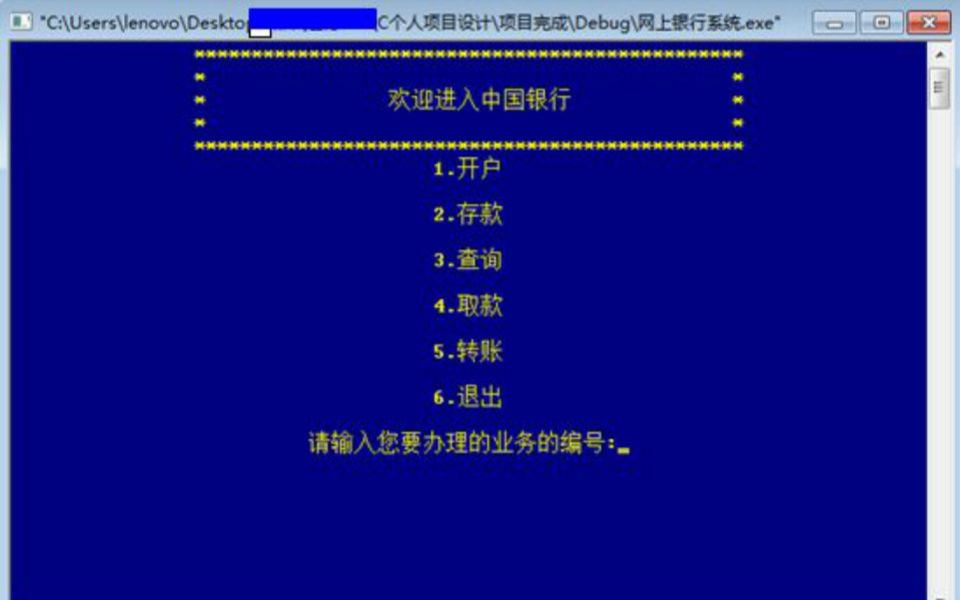 "C:\Users\lenovo\Deskto
C个人项目设计\项目完成\Debug\网上银行系统.exe"
************************************************
* *
* 欢迎进入中国银行 *
* *
************************************************
1.开户
2.存款
3.查询
4.取款
5.转账
6.退出
请输入您要办理的业务的编号:_